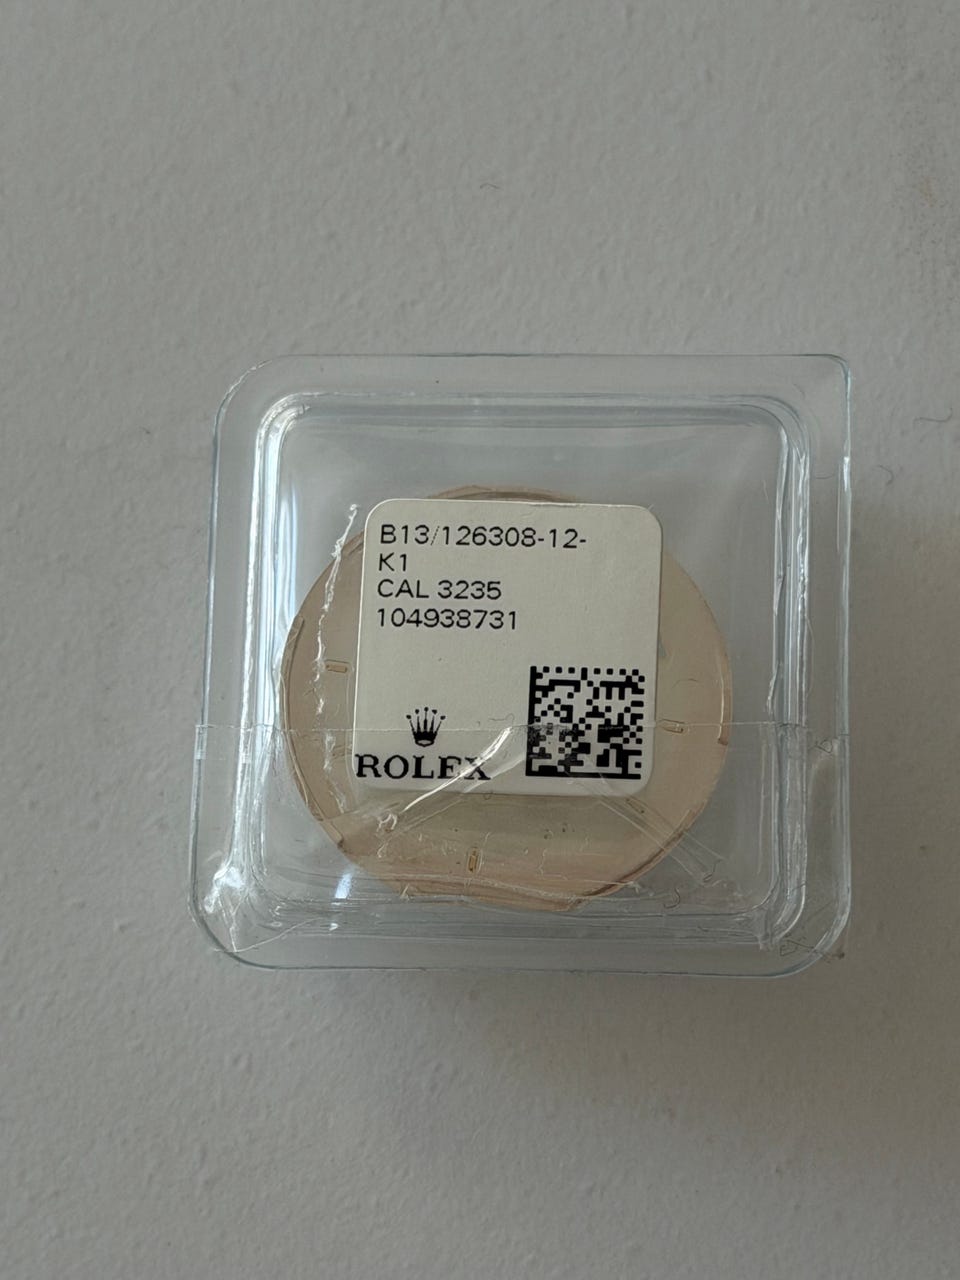 B13/126308-12-
K1
CAL 3235
104938731
ROLEX